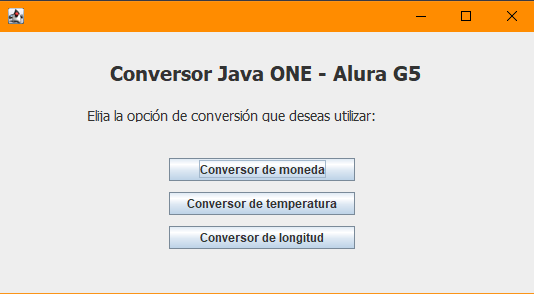 Conversor Java ONE - Alura G5
Elija la opción de conversión que deseas utilizar:
Conversor de moneda
Conversor de temperatura
Conversor de longitud